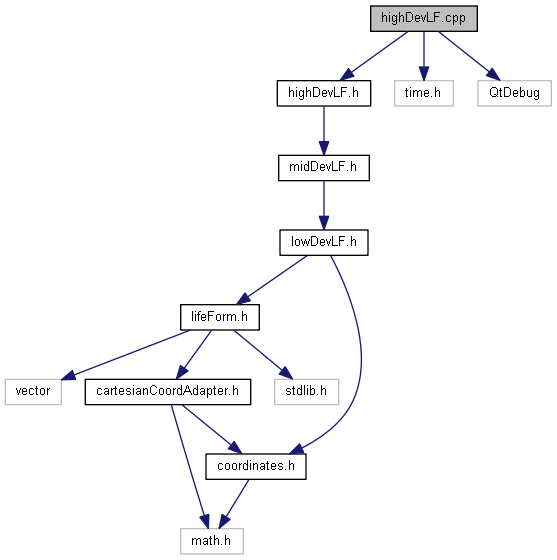 highDevLF.cpp
highDevLF.h
time.h
QtDebug
midDevLF.h
lowDevLF.h
lifeForm.h
vector
cartesianCoordAdapter.h
stdlib.h
coordinates.h
math.h